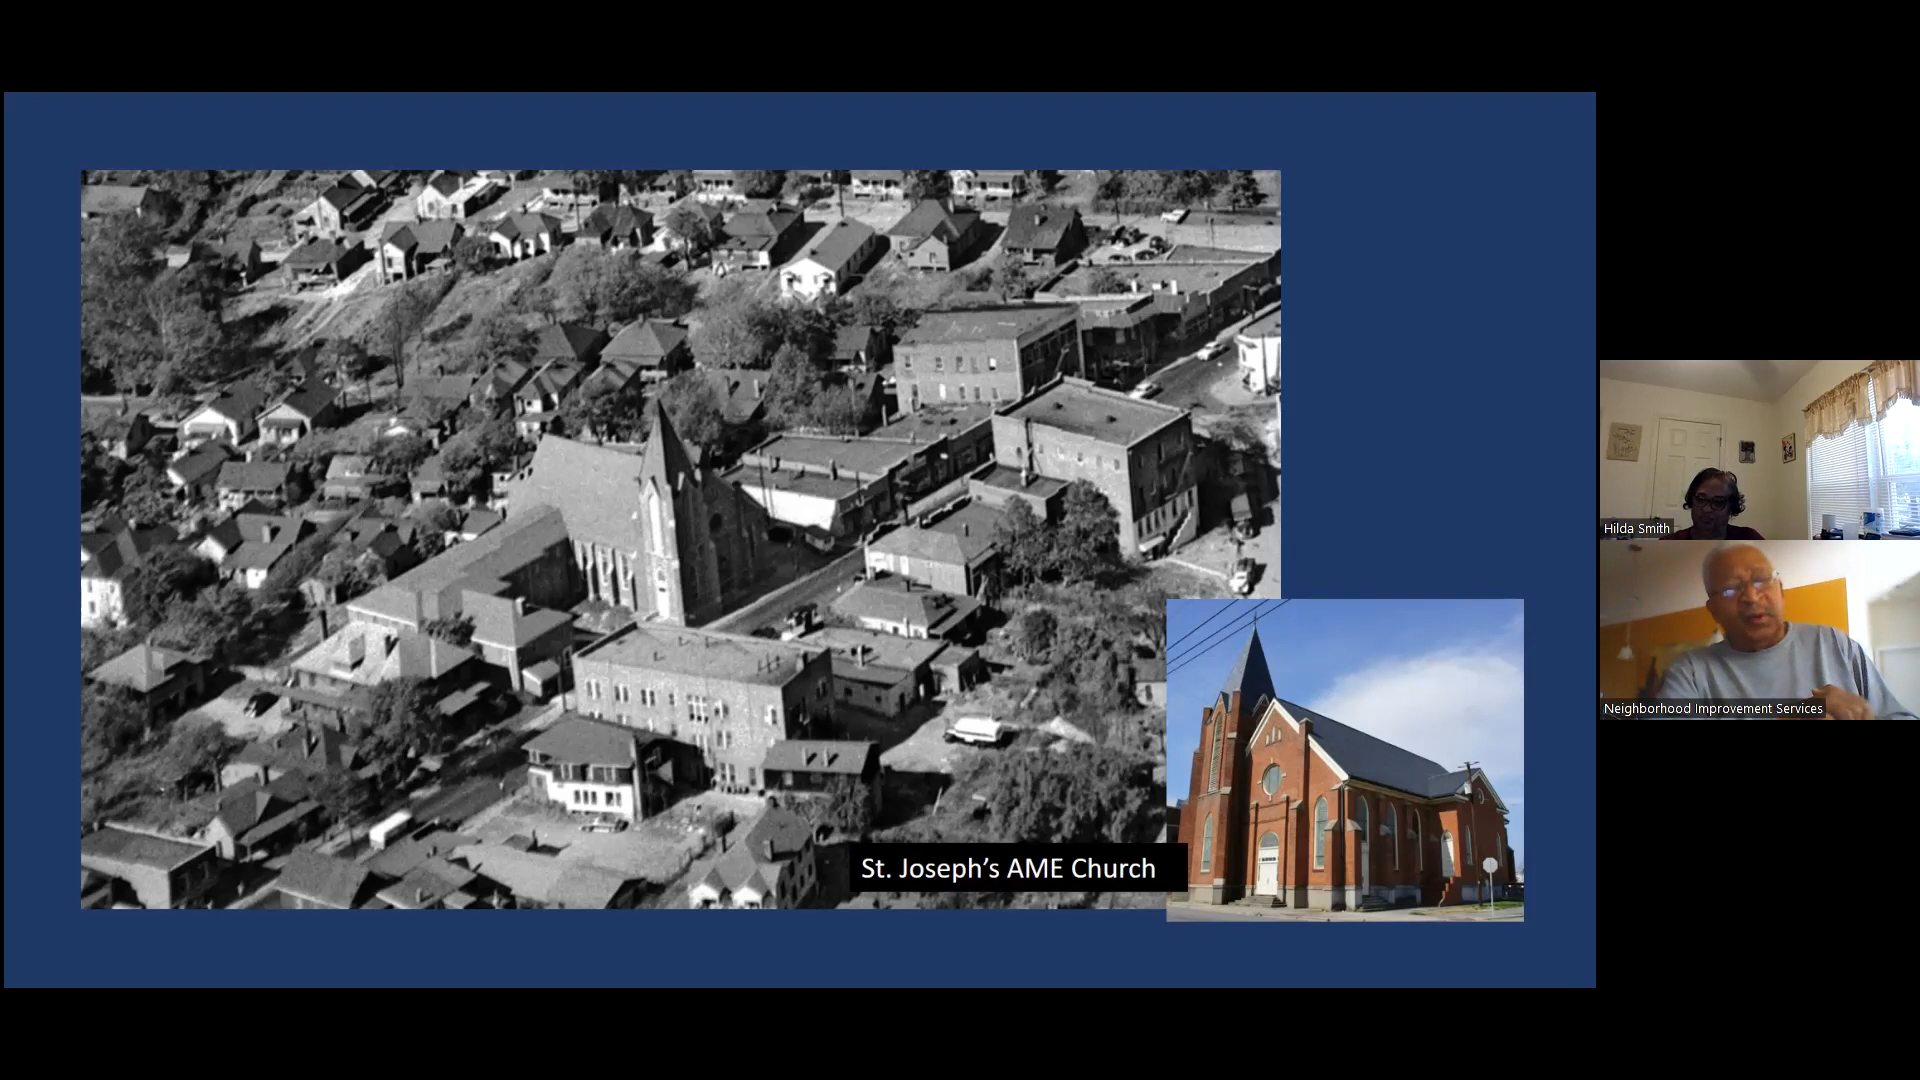 St. Joseph’s AME Church
Hilda Smith
Neighborhood Improvement Services